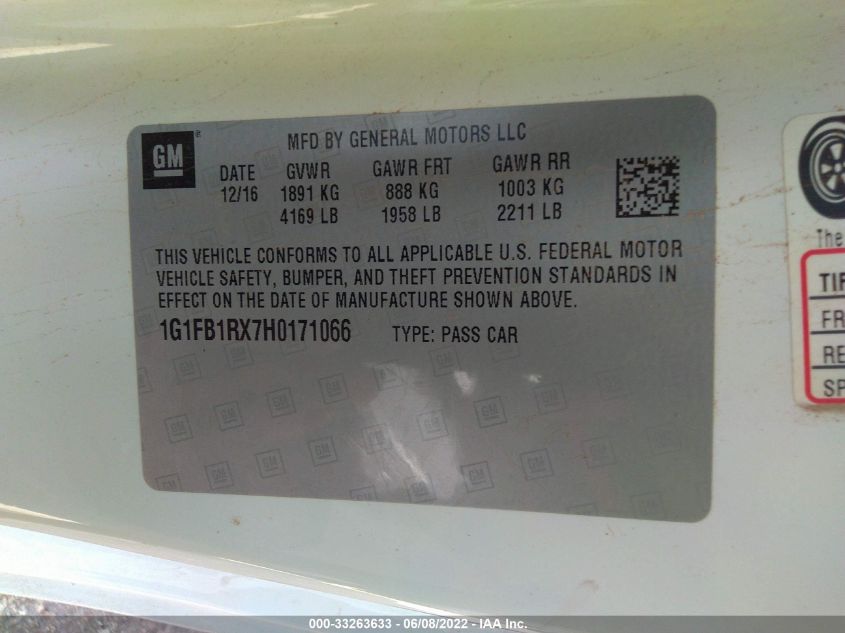 GM ® MFD BY GENERAL MOTORS LLC
DATE GVWR GAWR FRT GAWR RR
12/16 1891 KG 888 KG 1003 KG
4169 LB 1958 LB 2211 LB
THIS VEHICLE CONFORMS TO ALL APPLICABLE U.S. FEDERAL MOTOR
VEHICLE SAFETY, BUMPER, AND THEFT PREVENTION STANDARDS IN
EFFECT ON THE DATE OF MANUFACTURE SHOWN ABOVE.
1G1FB1RX7H0171066 TYPE: PASS CAR
The
TIR
FR
RE
SP
000-33263633 - 06/08/2022 - IAA Inc.